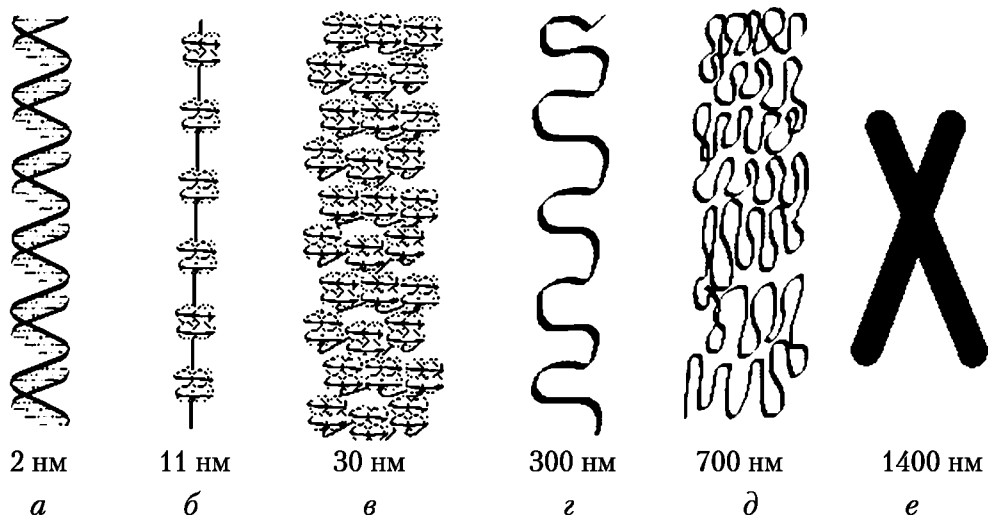 2 нм 11 нм 30 нм 300 нм 700 нм 1400 нм
а б в г д е